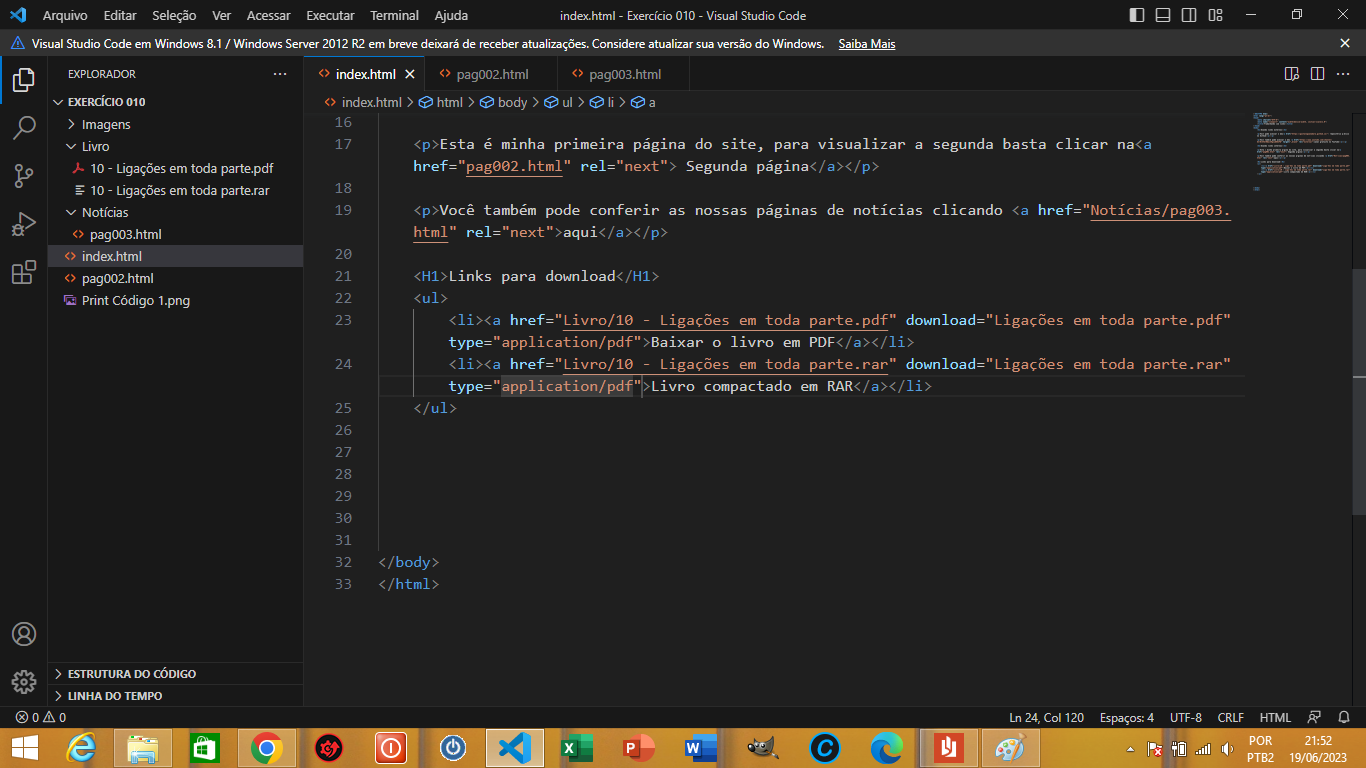 Arquivo Editar Seleção Ver Acessar Executar Terminal Ajuda index.html - Exercício 010 - Visual Studio Code
Visual Studio Code em Windows 8.1 / Windows Server 2012 R2 em breve deixará de receber atualizações. Considere atualizar sua versão do Windows. Saiba Mais
EXPLORADOR
EXERCÍCIO 010
Imagens
Livro
10 - Ligações em toda parte.pdf
10 - Ligações em toda parte.rar
Notícias
pag003.html
index.html
pag002.html
Print Código 1.png
ESTRUTURA DO CÓDIGO
LINHA DO TEMPO
index.html pag002.html pag003.html
index.html > html > body > ul > li > a
16
17 <p>Esta é minha primeira página do site, para visualizar a segunda basta clicar na<a
href="pag002.html" rel="next"> Segunda página</a></p>
18
19 <p>Você também pode conferir as nossas páginas de notícias clicando <a href="Notícias/pag003.
html" rel="next">aqui</a></p>
20
21 <H1>Links para download</H1>
22 <ul>
23 <li><a href="Livro/10 - Ligações em toda parte.pdf" download="Ligações em toda parte.pdf"
type="application/pdf">Baixar o livro em PDF</a></li>
24 <li><a href="Livro/10 - Ligações em toda parte.rar" download="Ligações em toda parte.rar"
type="application/pdf">Livro compactado em RAR</a></li>
25 </ul>
26
27
28
29
30
31
32 </body>
33 </html>
0 0 Ln 24, Col 120 Espaços: 4 UTF-8 CRLF HTML
POR 21:52
PTB2 19/06/2023